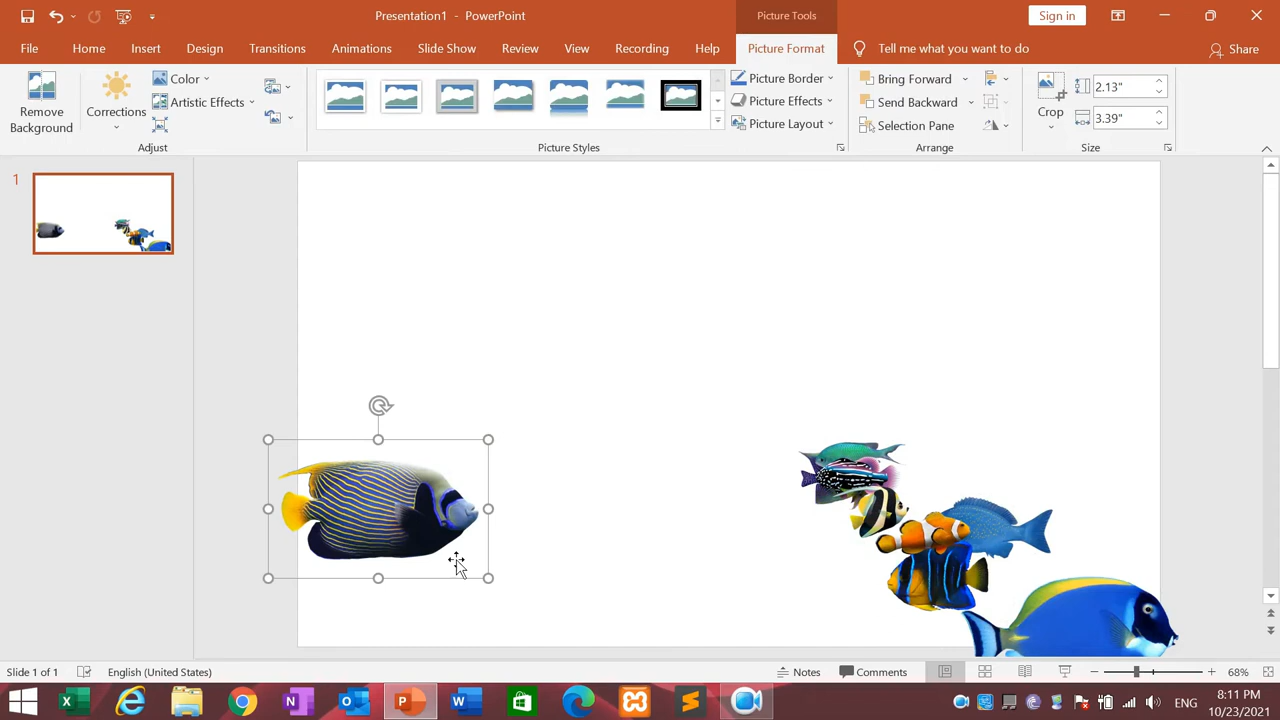 Presentation1 - PowerPoint
Picture Tools
Sign in
File
Home
Insert
Design
Transitions
Animations
Slide Show
Review
View
Recording
Help
Picture Format
Tell me what you want to do
Share
Remove Background
Corrections
Color
Artistic Effects
Adjust
Picture Styles
Picture Border
Picture Effects
Picture Layout
Bring Forward
Send Backward
Selection Pane
Arrange
Crop
2.13"
3.39"
Size
1
Slide 1 of 1
English (United States)
Notes
Comments
68%
ENG
8:11 PM
10/23/2021